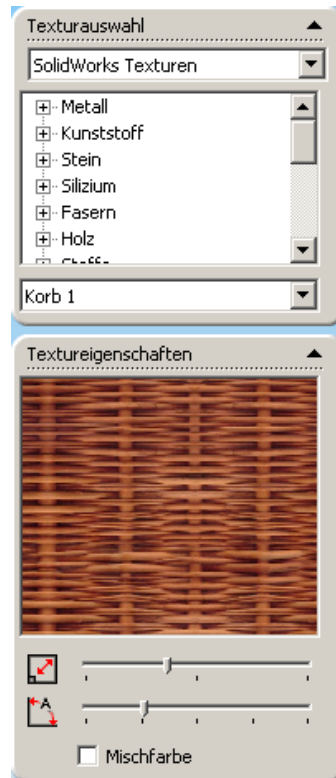 Texturauswahl
SolidWorks Texturen
Metall
Kunststoff
Stein
Silizium
Fasern
Holz
Korb 1
Textureigenschaften
A
Mischfarbe